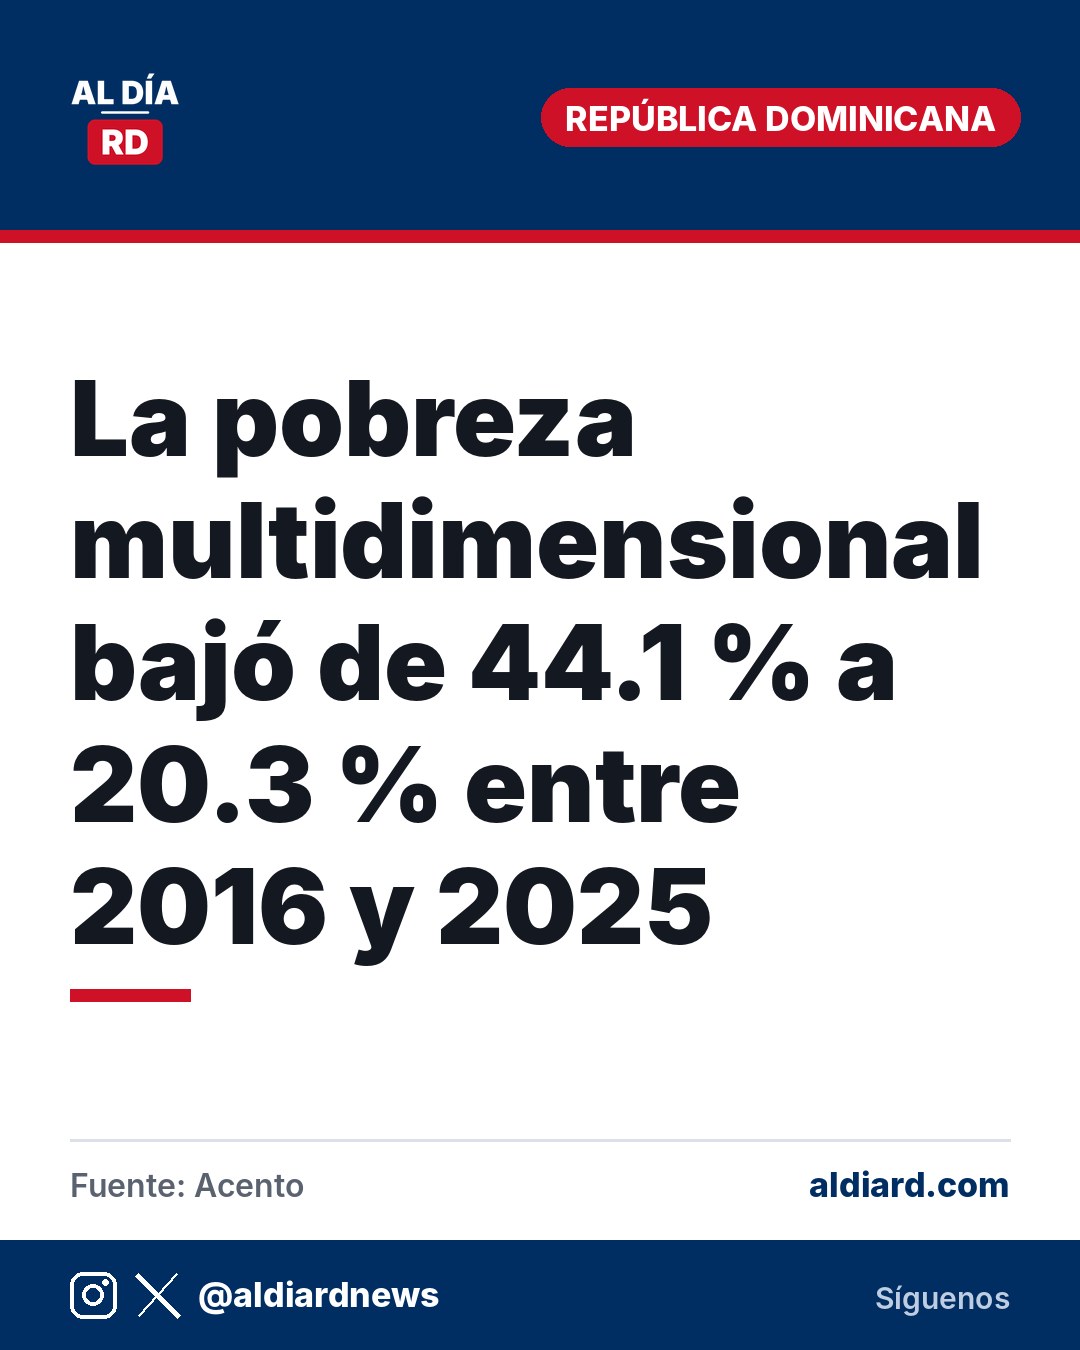 AL DÍA
RD
REPÚBLICA DOMINICANA
La pobreza
multidimensional
bajó de 44.1 % a
20.3 % entre
2016 y 2025
Fuente: Acento
aldiard.com
@aldiardnews
Síguenos